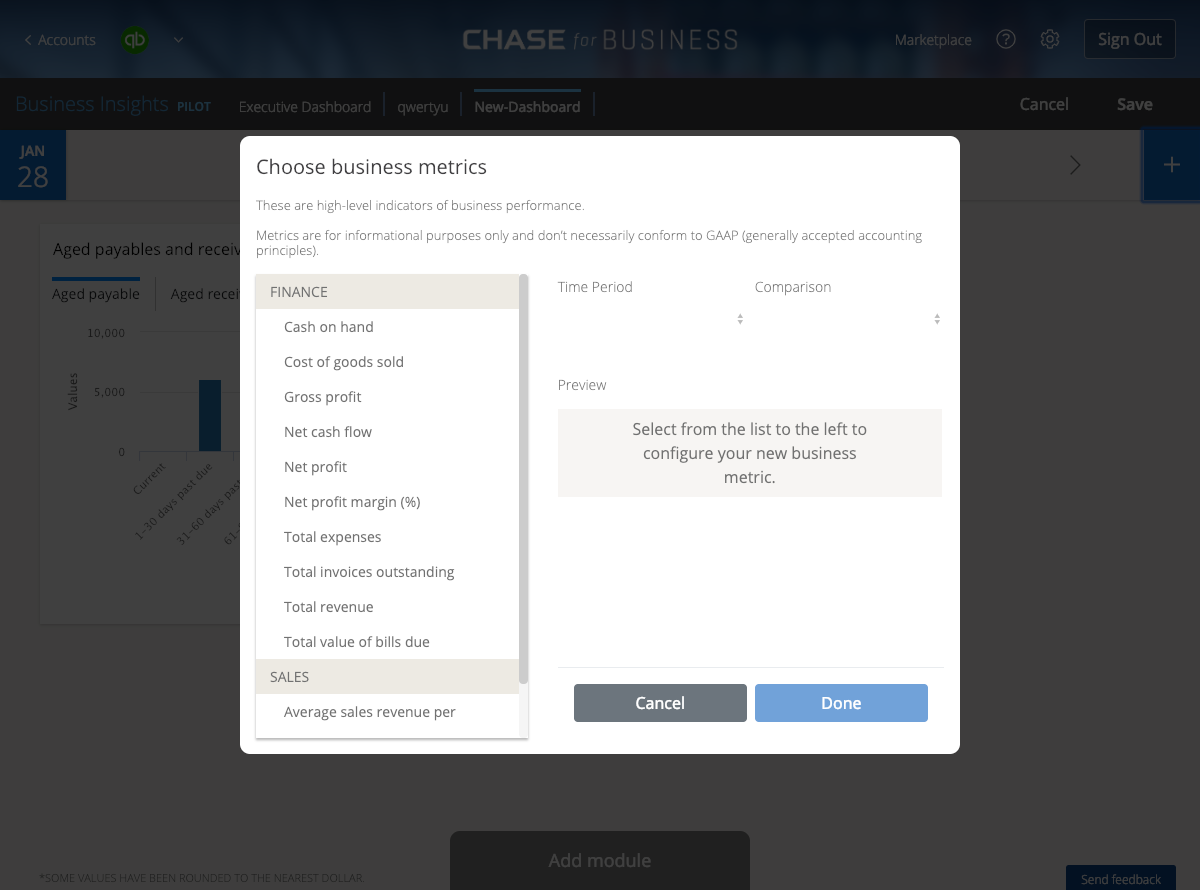 Accounts
qb
CHASE for BUSINESS
Marketplace
?
Sign Out
Business Insights PILOT
Executive Dashboard
qwertyu
New-Dashboard
Cancel
Save
JAN
28
+
Choose business metrics
These are high-level indicators of business performance.
Metrics are for informational purposes only and don't necessarily conform to GAAP (generally accepted accounting
principles).
Aged payables and recei
Aged payable
Aged recei
10,000
5,000
0
Values
Current
1–30 days past due
31–60 days past
61-
FINANCE
Cash on hand
Cost of goods sold
Gross profit
Net cash flow
Net profit
Net profit margin (%)
Total expenses
Total invoices outstanding
Total revenue
Total value of bills due
SALES
Average sales revenue per
Time Period
Comparison
Preview
Select from the list to the left to
configure your new business
metric.
Cancel
Done
Add module
*SOME VALUES HAVE BEEN ROUNDED TO THE NEAREST DOLLAR.
Send feedback